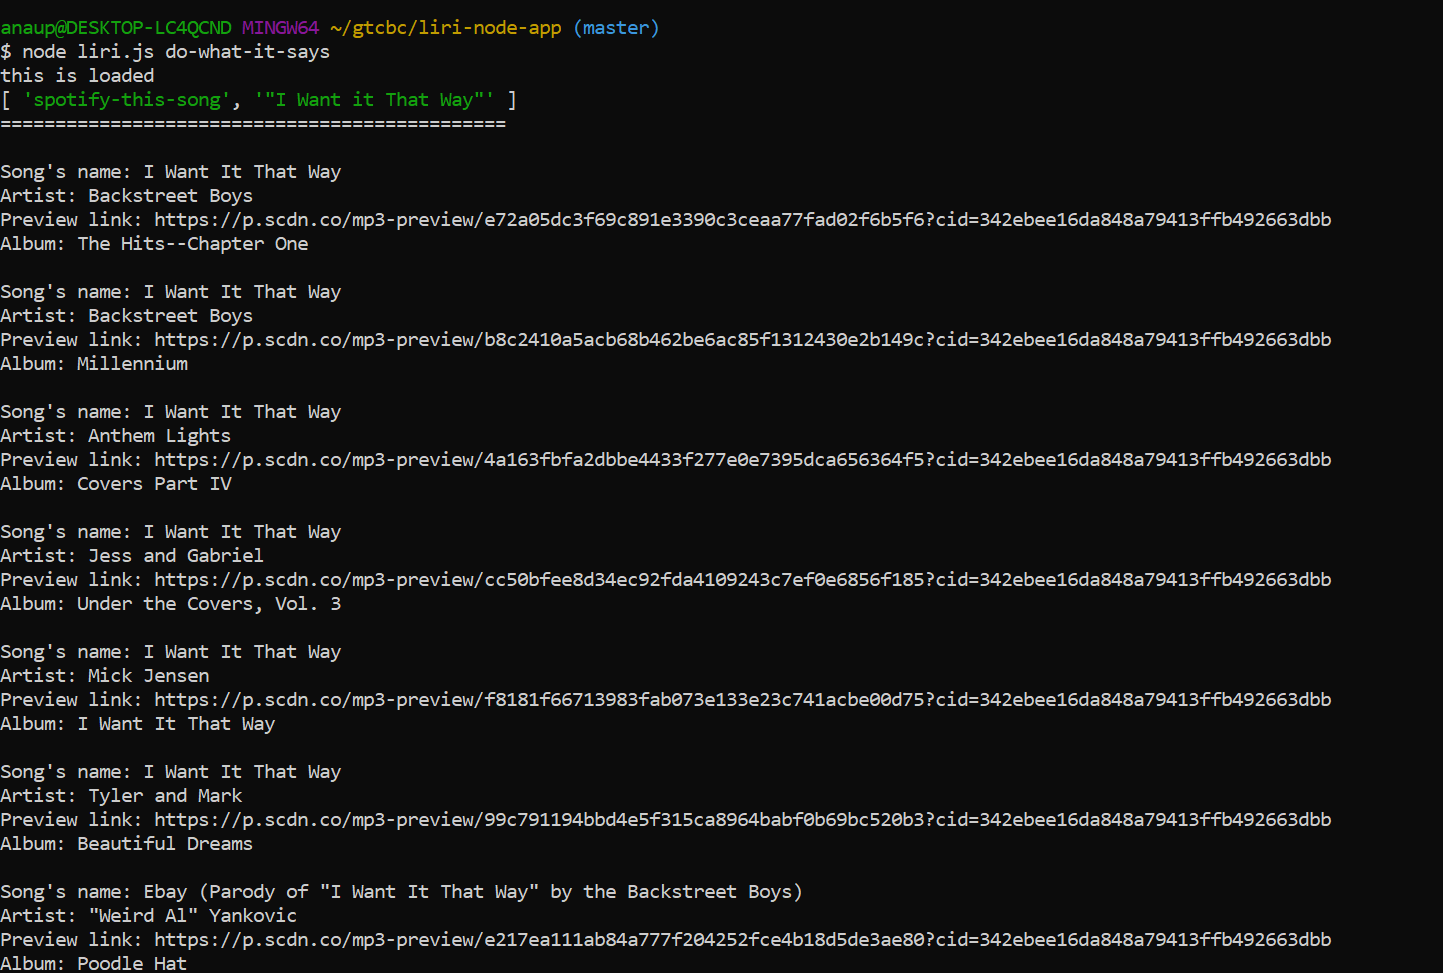 anaup@DESKTOP-LC4QCND MINGW64 ~/gtcbc/liri-node-app (master)
$ node liri.js do-what-it-says
this is loaded
[ 'spotify-this-song', '"I Want it That Way"' ]
==============================================
Song's name: I Want It That Way
Artist: Backstreet Boys
Preview link: https://p.scdn.co/mp3-preview/e72a05dc3f69c891e3390c3ceaa77fad02f6b5f6?cid=342ebee16da848a79413ffb492663dbb
Album: The Hits--Chapter One
Song's name: I Want It That Way
Artist: Backstreet Boys
Preview link: https://p.scdn.co/mp3-preview/b8c2410a5acb68b462be6ac85f1312430e2b149c?cid=342ebee16da848a79413ffb492663dbb
Album: Millennium
Song's name: I Want It That Way
Artist: Anthem Lights
Preview link: https://p.scdn.co/mp3-preview/4a163fbfa2dbbe4433f277e0e7395dca656364f5?cid=342ebee16da848a79413ffb492663dbb
Album: Covers Part IV
Song's name: I Want It That Way
Artist: Jess and Gabriel
Preview link: https://p.scdn.co/mp3-preview/cc50bfee8d34ec92fda4109243c7ef0e6856f185?cid=342ebee16da848a79413ffb492663dbb
Album: Under the Covers, Vol. 3
Song's name: I Want It That Way
Artist: Mick Jensen
Preview link: https://p.scdn.co/mp3-preview/f8181f66713983fab073e133e23c741acbe00d75?cid=342ebee16da848a79413ffb492663dbb
Album: I Want It That Way
Song's name: I Want It That Way
Artist: Tyler and Mark
Preview link: https://p.scdn.co/mp3-preview/99c791194bbd4e5f315ca8964babf0b69bc520b3?cid=342ebee16da848a79413ffb492663dbb
Album: Beautiful Dreams
Song's name: Ebay (Parody of "I Want It That Way" by the Backstreet Boys)
Artist: "Weird Al" Yankovic
Preview link: https://p.scdn.co/mp3-preview/e217ea111ab84a777f204252fce4b18d5de3ae80?cid=342ebee16da848a79413ffb492663dbb
Album: Poodle Hat